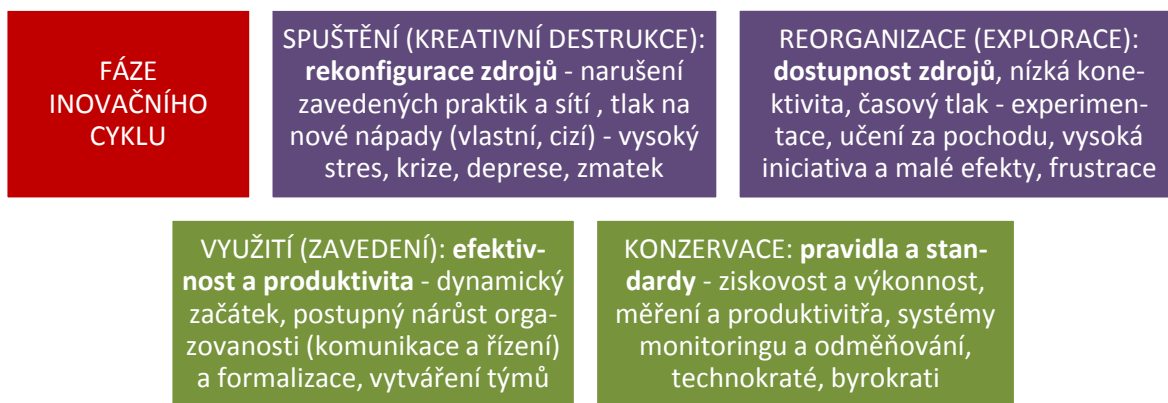 FÁZE
INOVAČNÍHO
CYKLU
SPUŠTĚNÍ (KREATIVNÍ DESTRUKCE):
rekonfigurace zdrojů - narušení
zavedených praktik a sítí , tlak na
nové nápady (vlastní, cizí) - vysoký
stres, krize, deprese, zmatek
REORGANIZACE (EXPLORACE):
dostupnost zdrojů, nízká kone-
ktivita, časový tlak - experimen-
tace, učení za pochodu, vysoká
iniciativa a malé efekty, frustrace
VYUŽITÍ (ZAVEDENÍ): efektiv-
nost a produktivita - dynamický
začátek, postupný nárůst orga-
zovanosti (komunikace a řízení)
a formalizace, vytváření týmů
KONZERVACE: pravidla a stan-
dardy - ziskovost a výkonnost,
měření a produktivitřa, systémy
monitoringu a odměňování,
technokraté, byrokrati